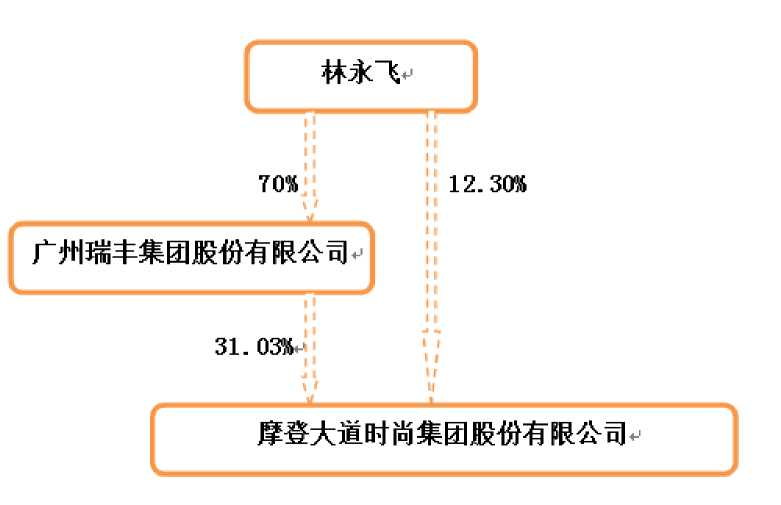 林永飞
70%
12.30%
广州瑞丰集团股份有限公司
31.03%
摩登大道时尚集团股份有限公司